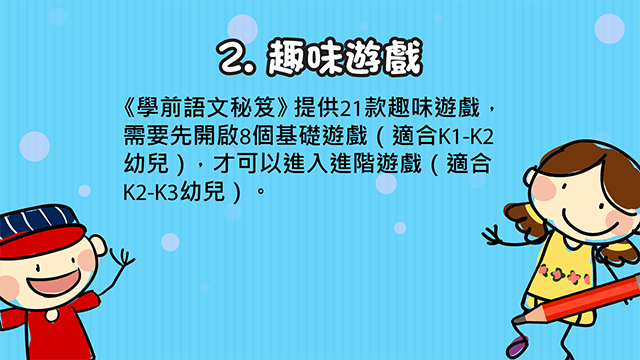 2. 趣味遊戲
《學前語文秘笈》提供21款趣味遊戲，
需要先開啟8個基礎遊戲（適合K1-K2
幼兒），才可以進入進階遊戲（適合
K2-K3幼兒）。